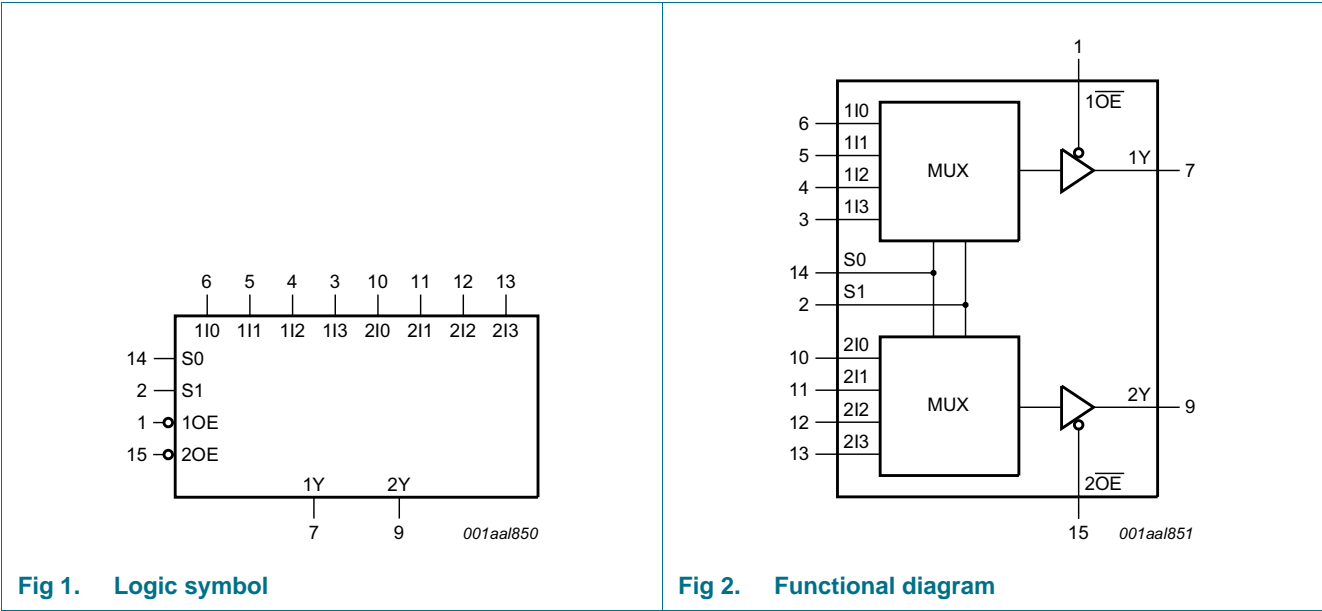 6 5 4 3 10 11 12 13
1I0 1I1 1I2 1I3 2I0 2I1 2I2 2I3
14 S0
2 S1
1 1OE
15 2OE
1Y 2Y
7 9 001aal850
Fig 1. Logic symbol
1
1OE
6 1I0
5 1I1
4 1I2
3 1I3
MUX
1Y 7
14 S0
2 S1
10 2I0
11 2I1
12 2I2
13 2I3
MUX
2Y 9
2OE
15 001aal851
Fig 2. Functional diagram